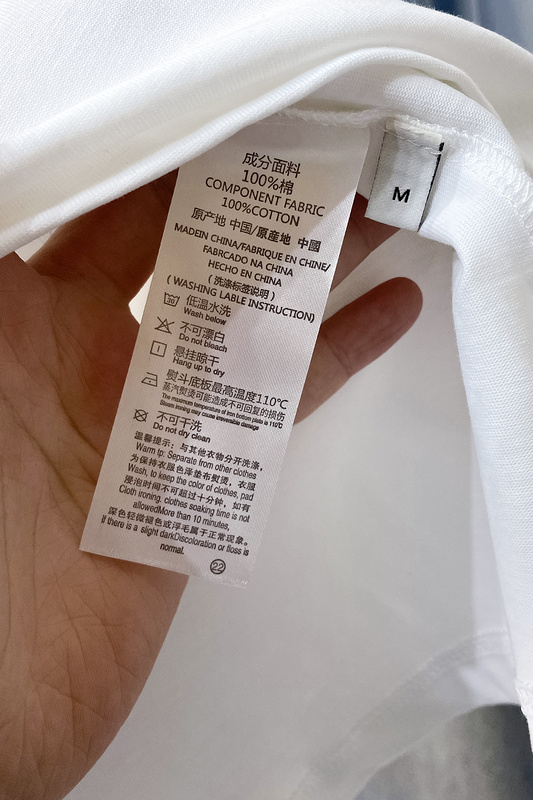 成分面料
100%棉
COMPONENT FABRIC
100%COTTON
原产地 中国/原産地 中國
MADEIN CHINA/FABRIQUE EN CHINE/
FABRCADO NA CHINA
HECHO EN CHINA
(洗涤标签说明)
(WASHING LABLE INSTRUCTION)
低温水洗
Wash below
不可漂白
Do not bleach
悬挂晾干
Hang up to dry
熨斗底板最高温度110℃
蒸汽熨烫可能造成不可回复的损伤
The maximum temperature of iron bottom plate is 110℃
Steam ironing may cause irreversible damage
不可干洗
Do not dry clean
温馨提示:与其他衣物分开洗涤,
Warm tp: Separate from other clothes
为保持衣服色泽垫布熨烫,衣服
Wash, to keep the color of clothes, pad
浸泡时间不可超过十分钟,如有
Cloth ironing, clothes soaking time is not
allowedMore than 10 minutes,
深色轻微褪色或浮毛属于正常现象。
If there is a slight darkDiscoloration or floss is
normal.
22
M